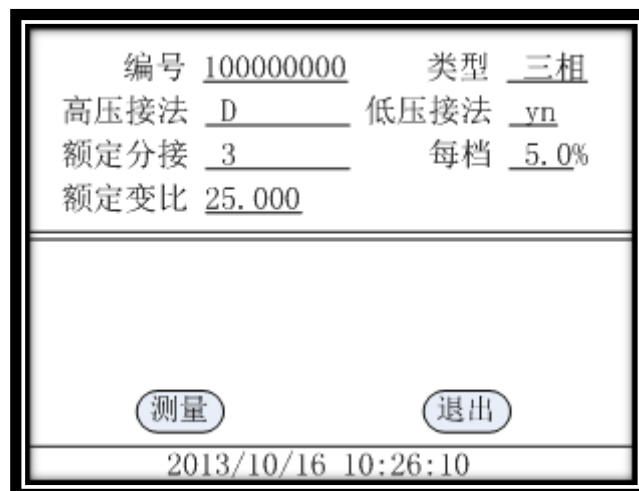 编号 100000000 类型 三相
高压接法 D 低压接法 yn
额定分接 3 每档 5.0%
额定变比 25.000
测量 退出
2013/10/16 10:26:10